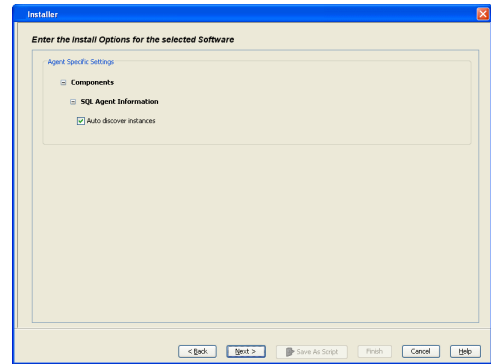 Installer
Enter the Install Options for the selected Software
Agent Specific Settings
Components
SQL Agent Information
Auto discover instances
< Back
Next >
Save As Script
Finish
Cancel
Help